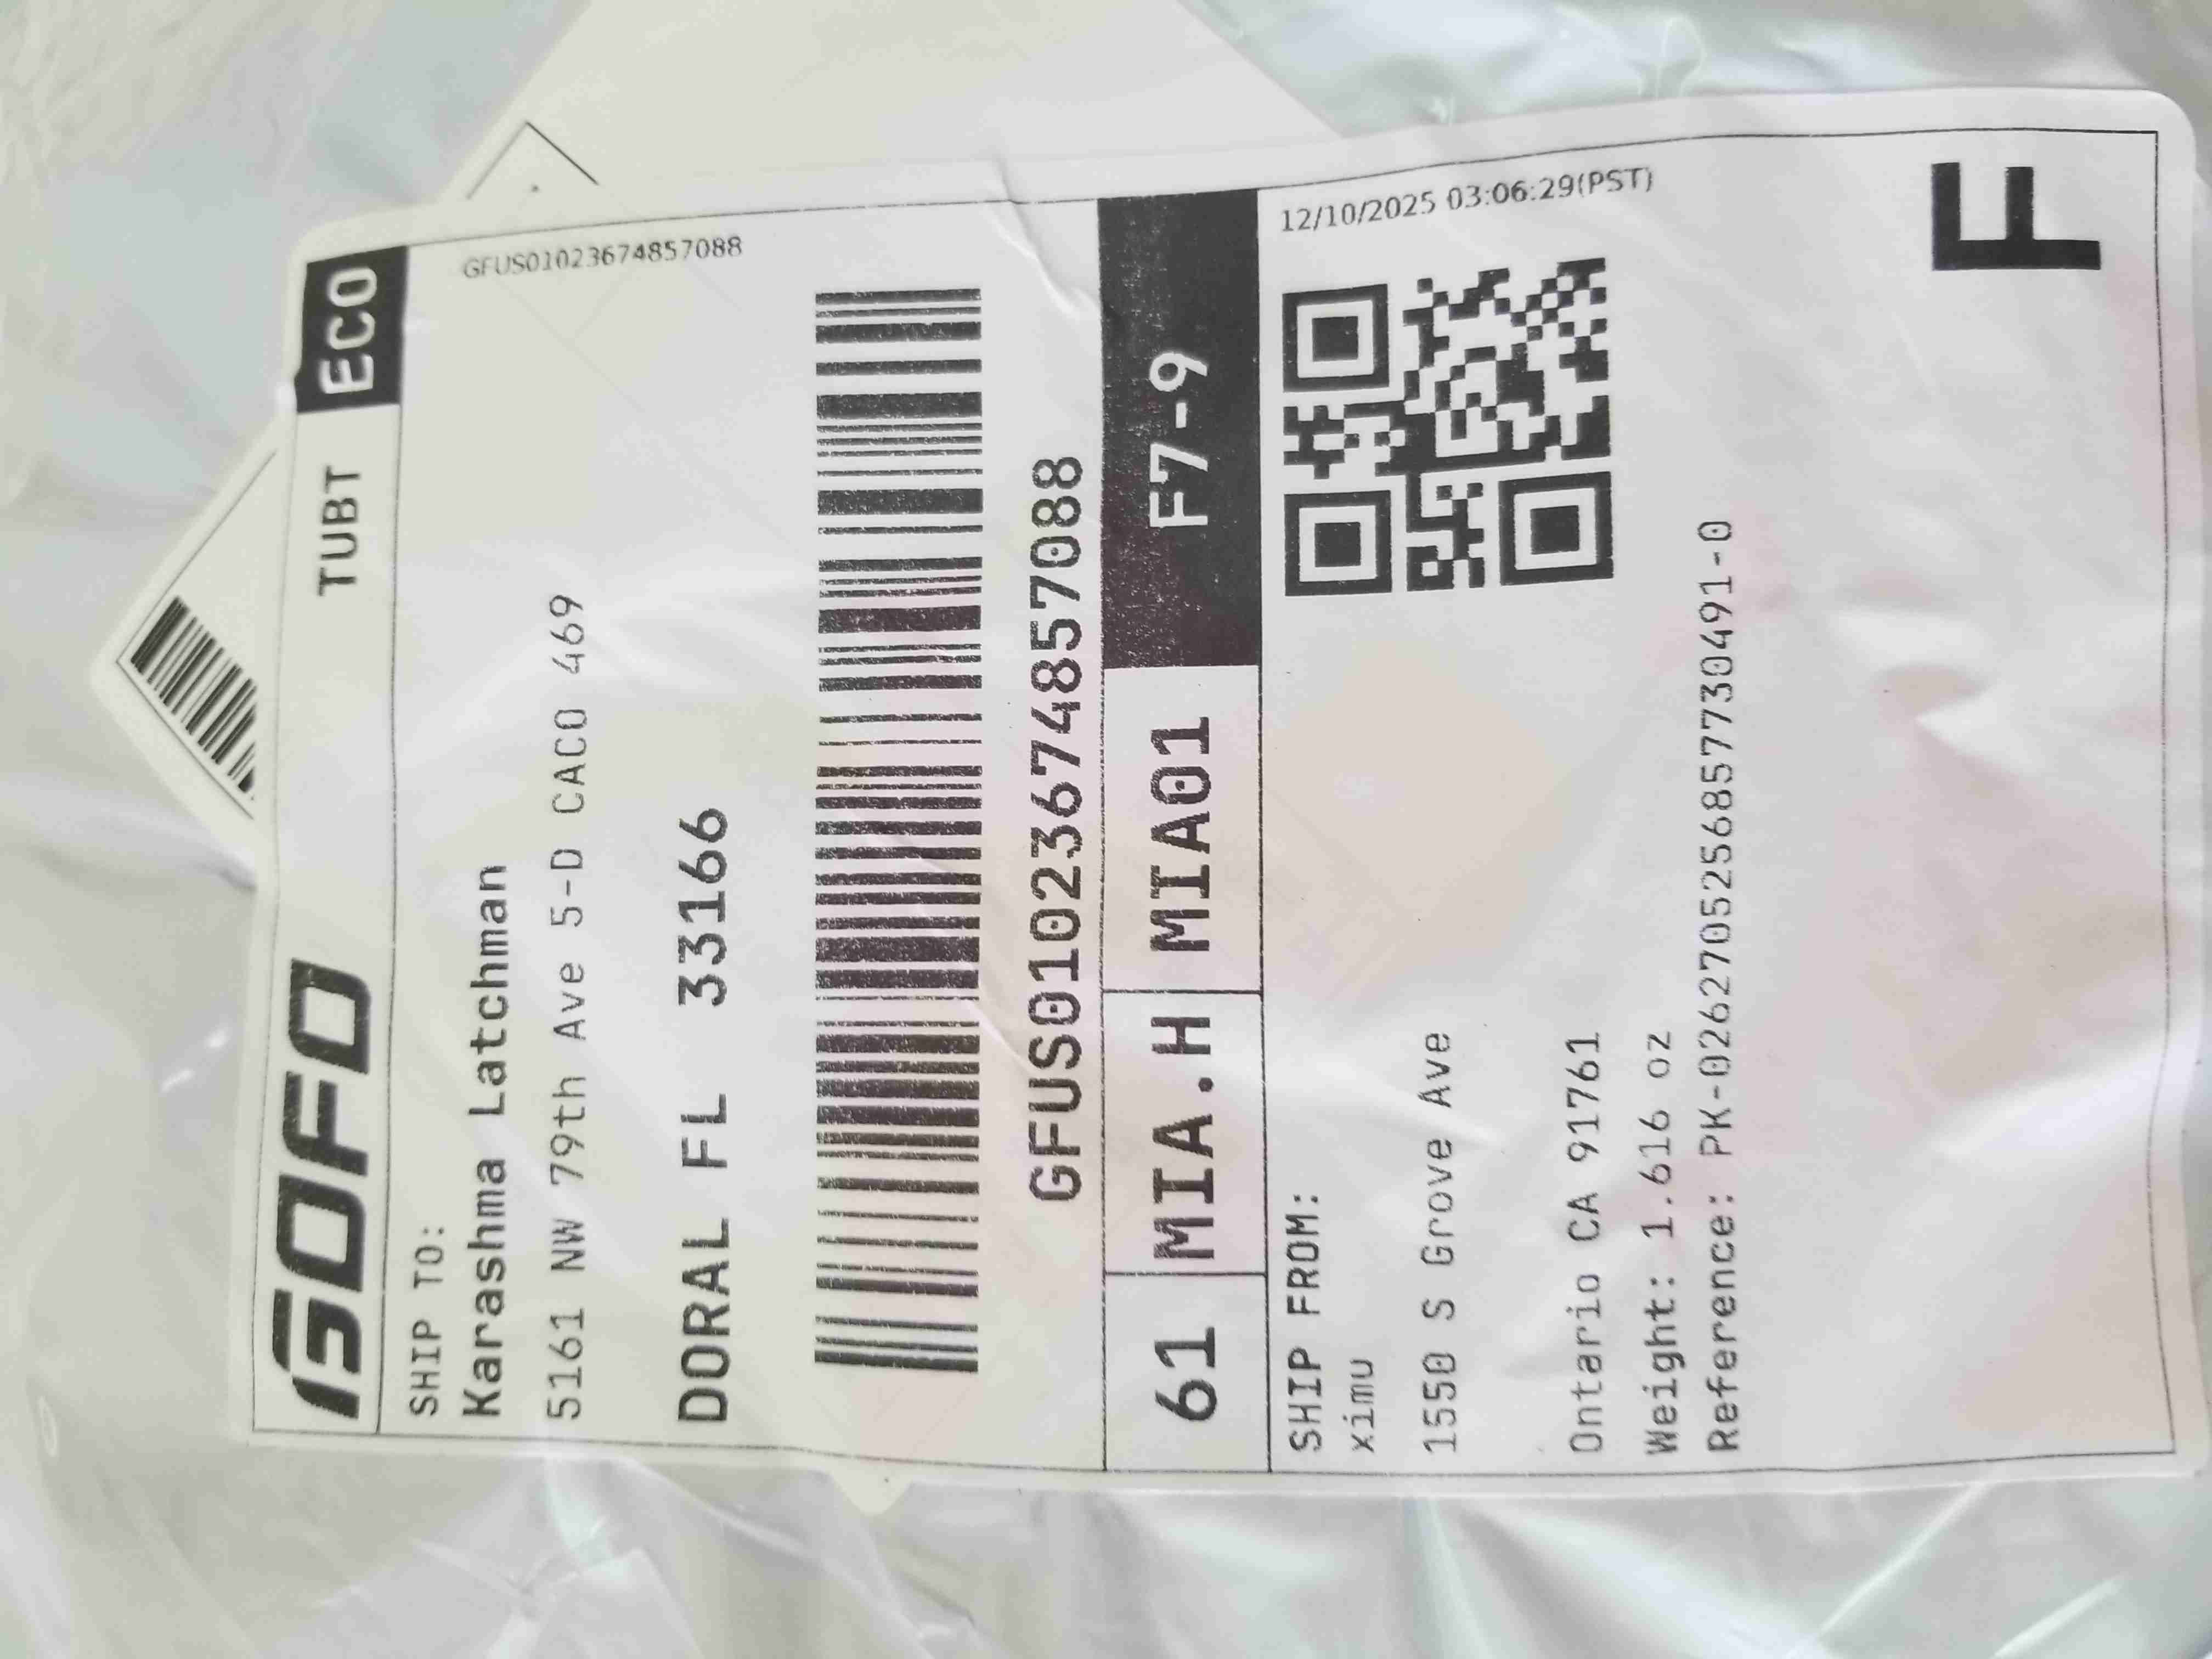 GOFO
TUBT
ECO
SHIP TO:
GFUS01023674857088
Karashma Latchman
5161 NW 79th Ave 5-D CACO 469
DORAL FL 33166
GFUS01023674857088
61
MIA.H
MIA01
F7-9
SHIP FROM:
12/10/2025 03:06:29(PST)
ximu
1550 S Grove Ave
Ontario CA 91761
Weight: 1.616 oz
Reference: PK-02627052568577730491-0
F